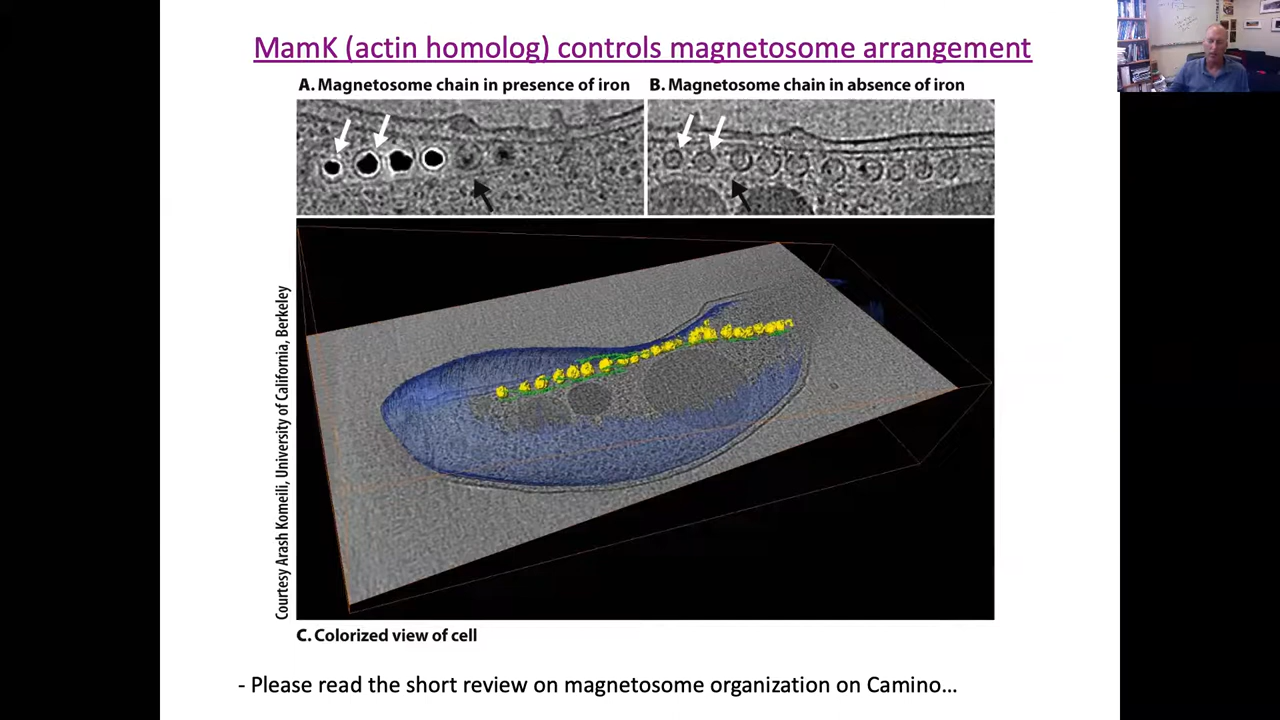 MamK (actin homolog) controls magnetosome arrangement
A. Magnetosome chain in presence of iron
B. Magnetosome chain in absence of iron
Courtesy Arash Komeili, University of California, Berkeley
C. Colorized view of cell
- Please read the short review on magnetosome organization on Camino…